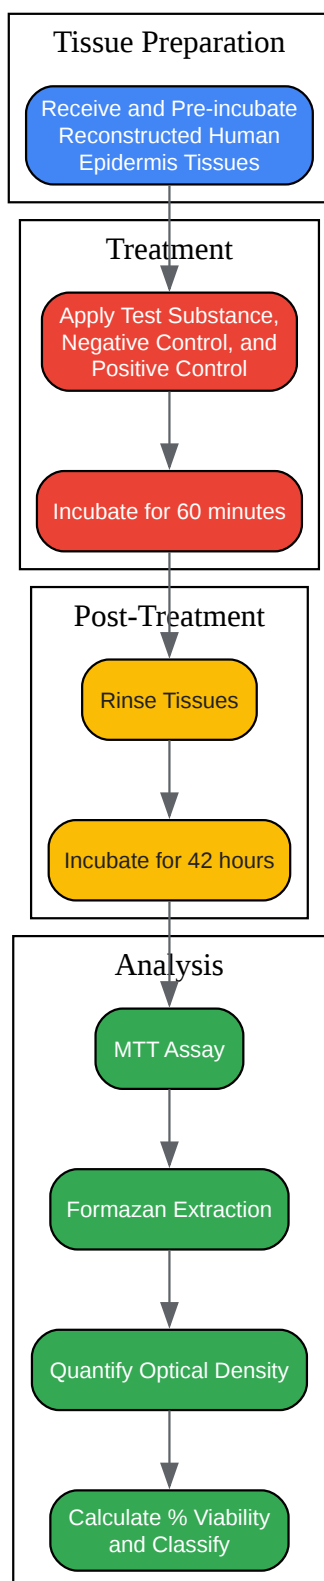 Tissue Preparation
Receive and Pre-incubate
Reconstructed Human
Epidermis Tissues
Treatment
Apply Test Substance,
Negative Control, and
Positive Control
Incubate for 60 minutes
Post-Treatment
Rinse Tissues
Incubate for 42 hours
Analysis
MTT Assay
Formazan Extraction
Quantify Optical Density
Calculate % Viability
and Classify